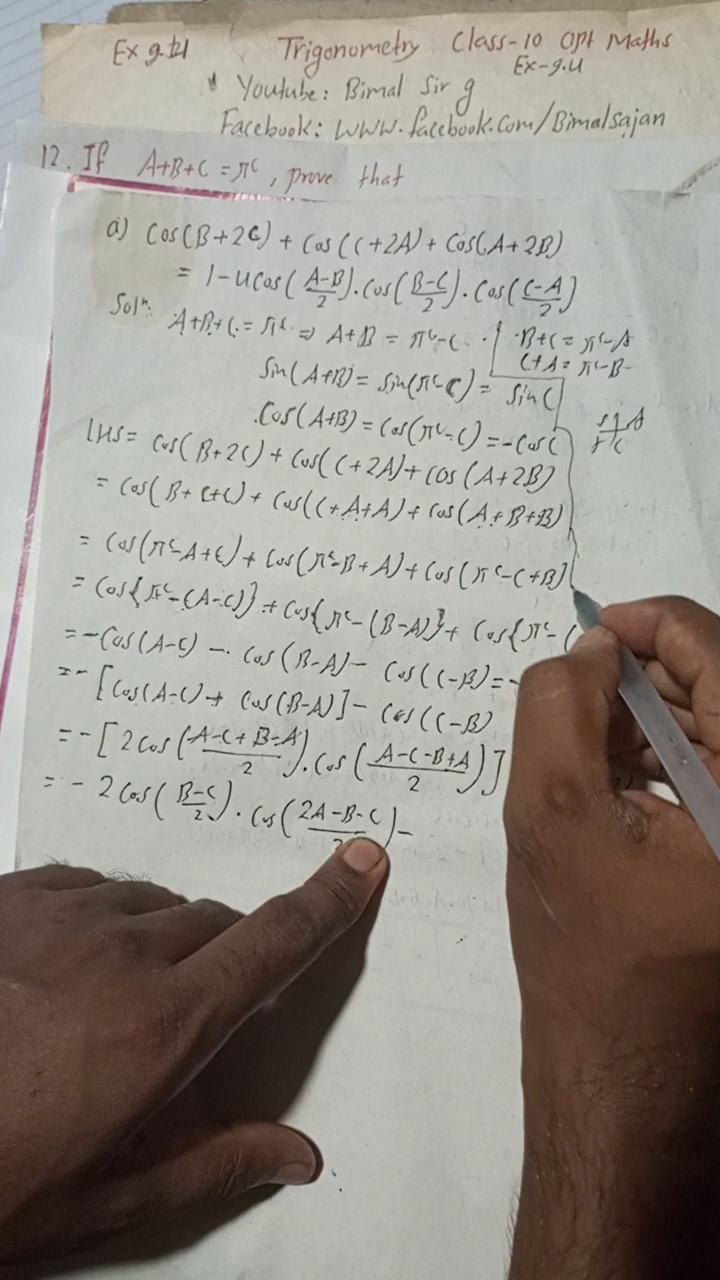 Ex 9.4
Trigonometry Class-10 Opt Maths
Ex-9.4
Youtube: Bimal Sir g
Facebook: www.facebook.com/Bimalsajan
12. If A+B+C = π^c, prove that
a) Cos(B+2C) + Cos(C+2A) + Cos(A+2B)
= 1-4Cos((A-B)/2).Cos((B-C)/2).Cos((C-A)/2)
Solⁿ: A+B+C = π^c ⇒ A+B = π^c-C
B+C = π^c-A
C+A = π^c-B
Sin(A+B) = Sin(π^c-C) = SinC
Cos(A+B) = Cos(π^c-C) = -CosC
S A
T C
LHS = Cos(B+2C) + Cos(C+2A) + Cos(A+2B)
= Cos(B+C+C) + Cos(C+A+A) + Cos(A+B+B)
= Cos(π^c-A+C) + Cos(π^c-B+A) + Cos(π^c-C+B)
= Cos{π^c-(A-C)} + Cos{π^c-(B-A)} + Cos{π^c-(
= -Cos(A-C) - Cos(B-A) - Cos(C-B) = -
= -[Cos(A-C) + Cos(B-A)] - Cos(C-B)
= -[2Cos((A-C+B-A)/2).Cos((A-C-B+A)/2)]
= -2Cos((B-C)/2).Cos((2A-B-C)/2) -